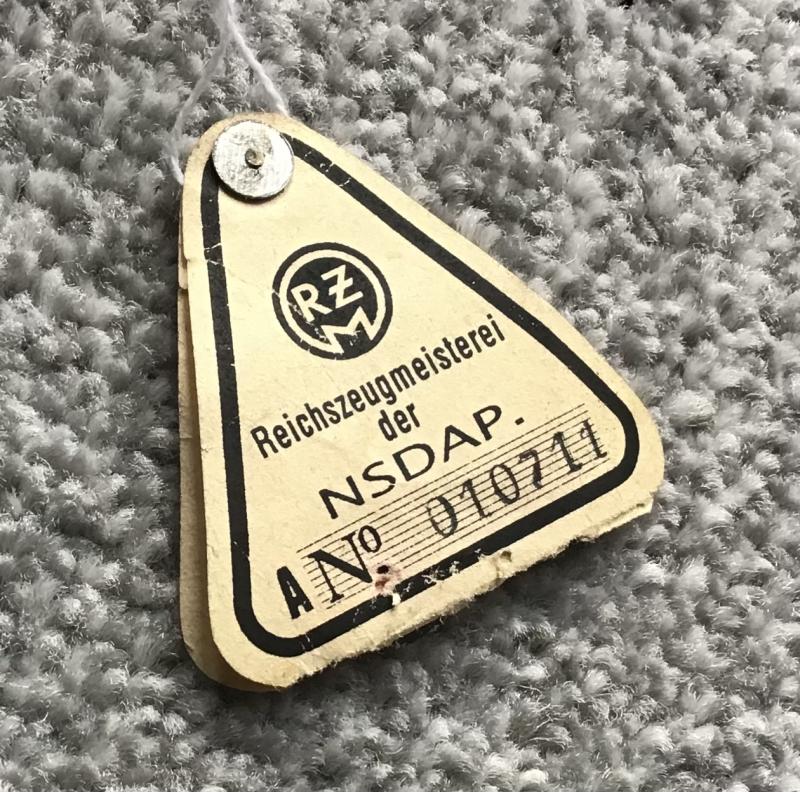 RZM
Reichszeugmeisterei
der
NSDAP.
A No 010711